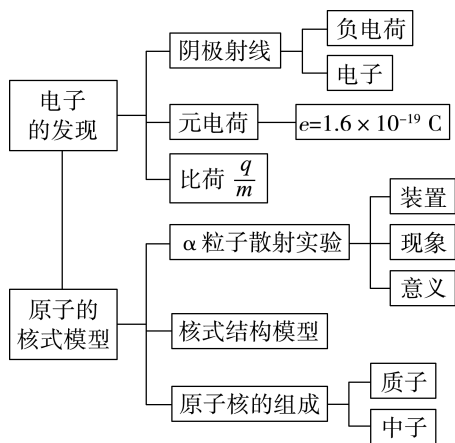 电子
的发现
阴极射线
负电荷
电子
元电荷
e=1.6×10⁻¹⁹ C
比荷 q/m
原子的
核式模型
α粒子散射实验
装置
现象
意义
核式结构模型
原子核的组成
质子
中子